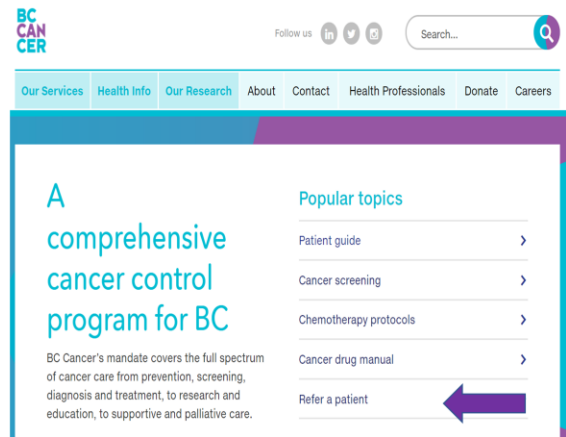 BC
CAN
CER
Follow us
Search...
Our Services Health Info Our Research About Contact Health Professionals Donate Careers
A
comprehensive
cancer control
program for BC
BC Cancer's mandate covers the full spectrum
of cancer care from prevention, screening,
diagnosis and treatment, to research and
education, to supportive and palliative care.
Popular topics
Patient guide
Cancer screening
Chemotherapy protocols
Cancer drug manual
Refer a patient